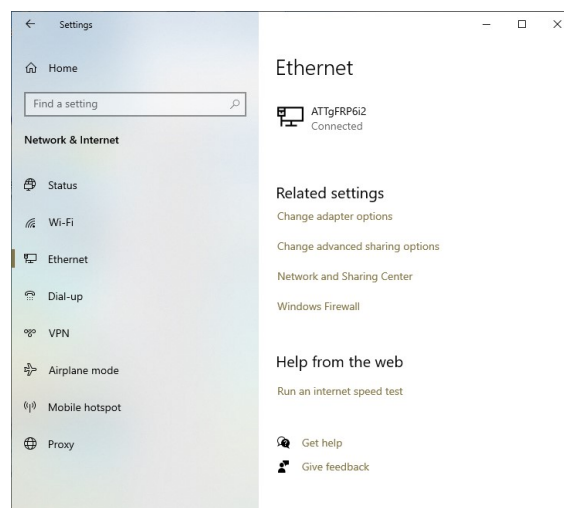 Settings
Home
Find a setting
Network & Internet
Status
Wi-Fi
Ethernet
Dial-up
VPN
Airplane mode
Mobile hotspot
Proxy
Ethernet
ATTgFRP6i2
Connected
Related settings
Change adapter options
Change advanced sharing options
Network and Sharing Center
Windows Firewall
Help from the web
Run an internet speed test
Get help
Give feedback